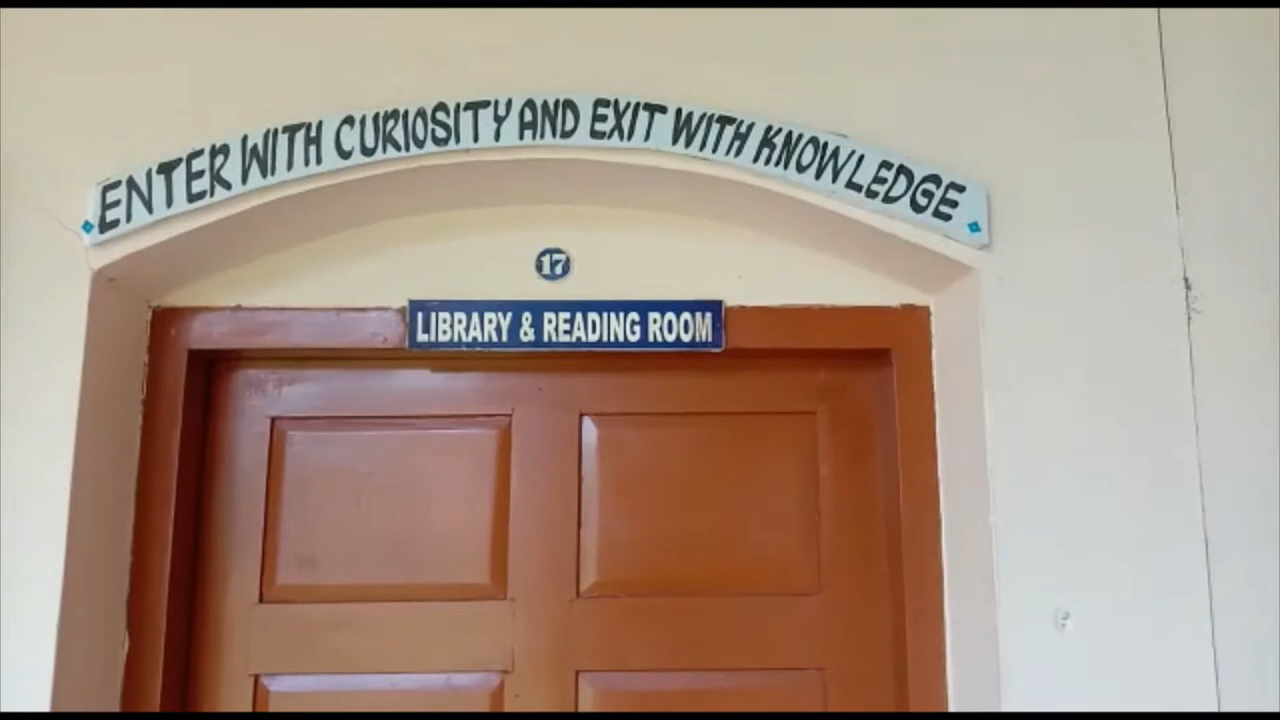 ENTER WITH CURIOSITY AND EXIT WITH KNOWLEDGE
17
LIBRARY & READING ROOM